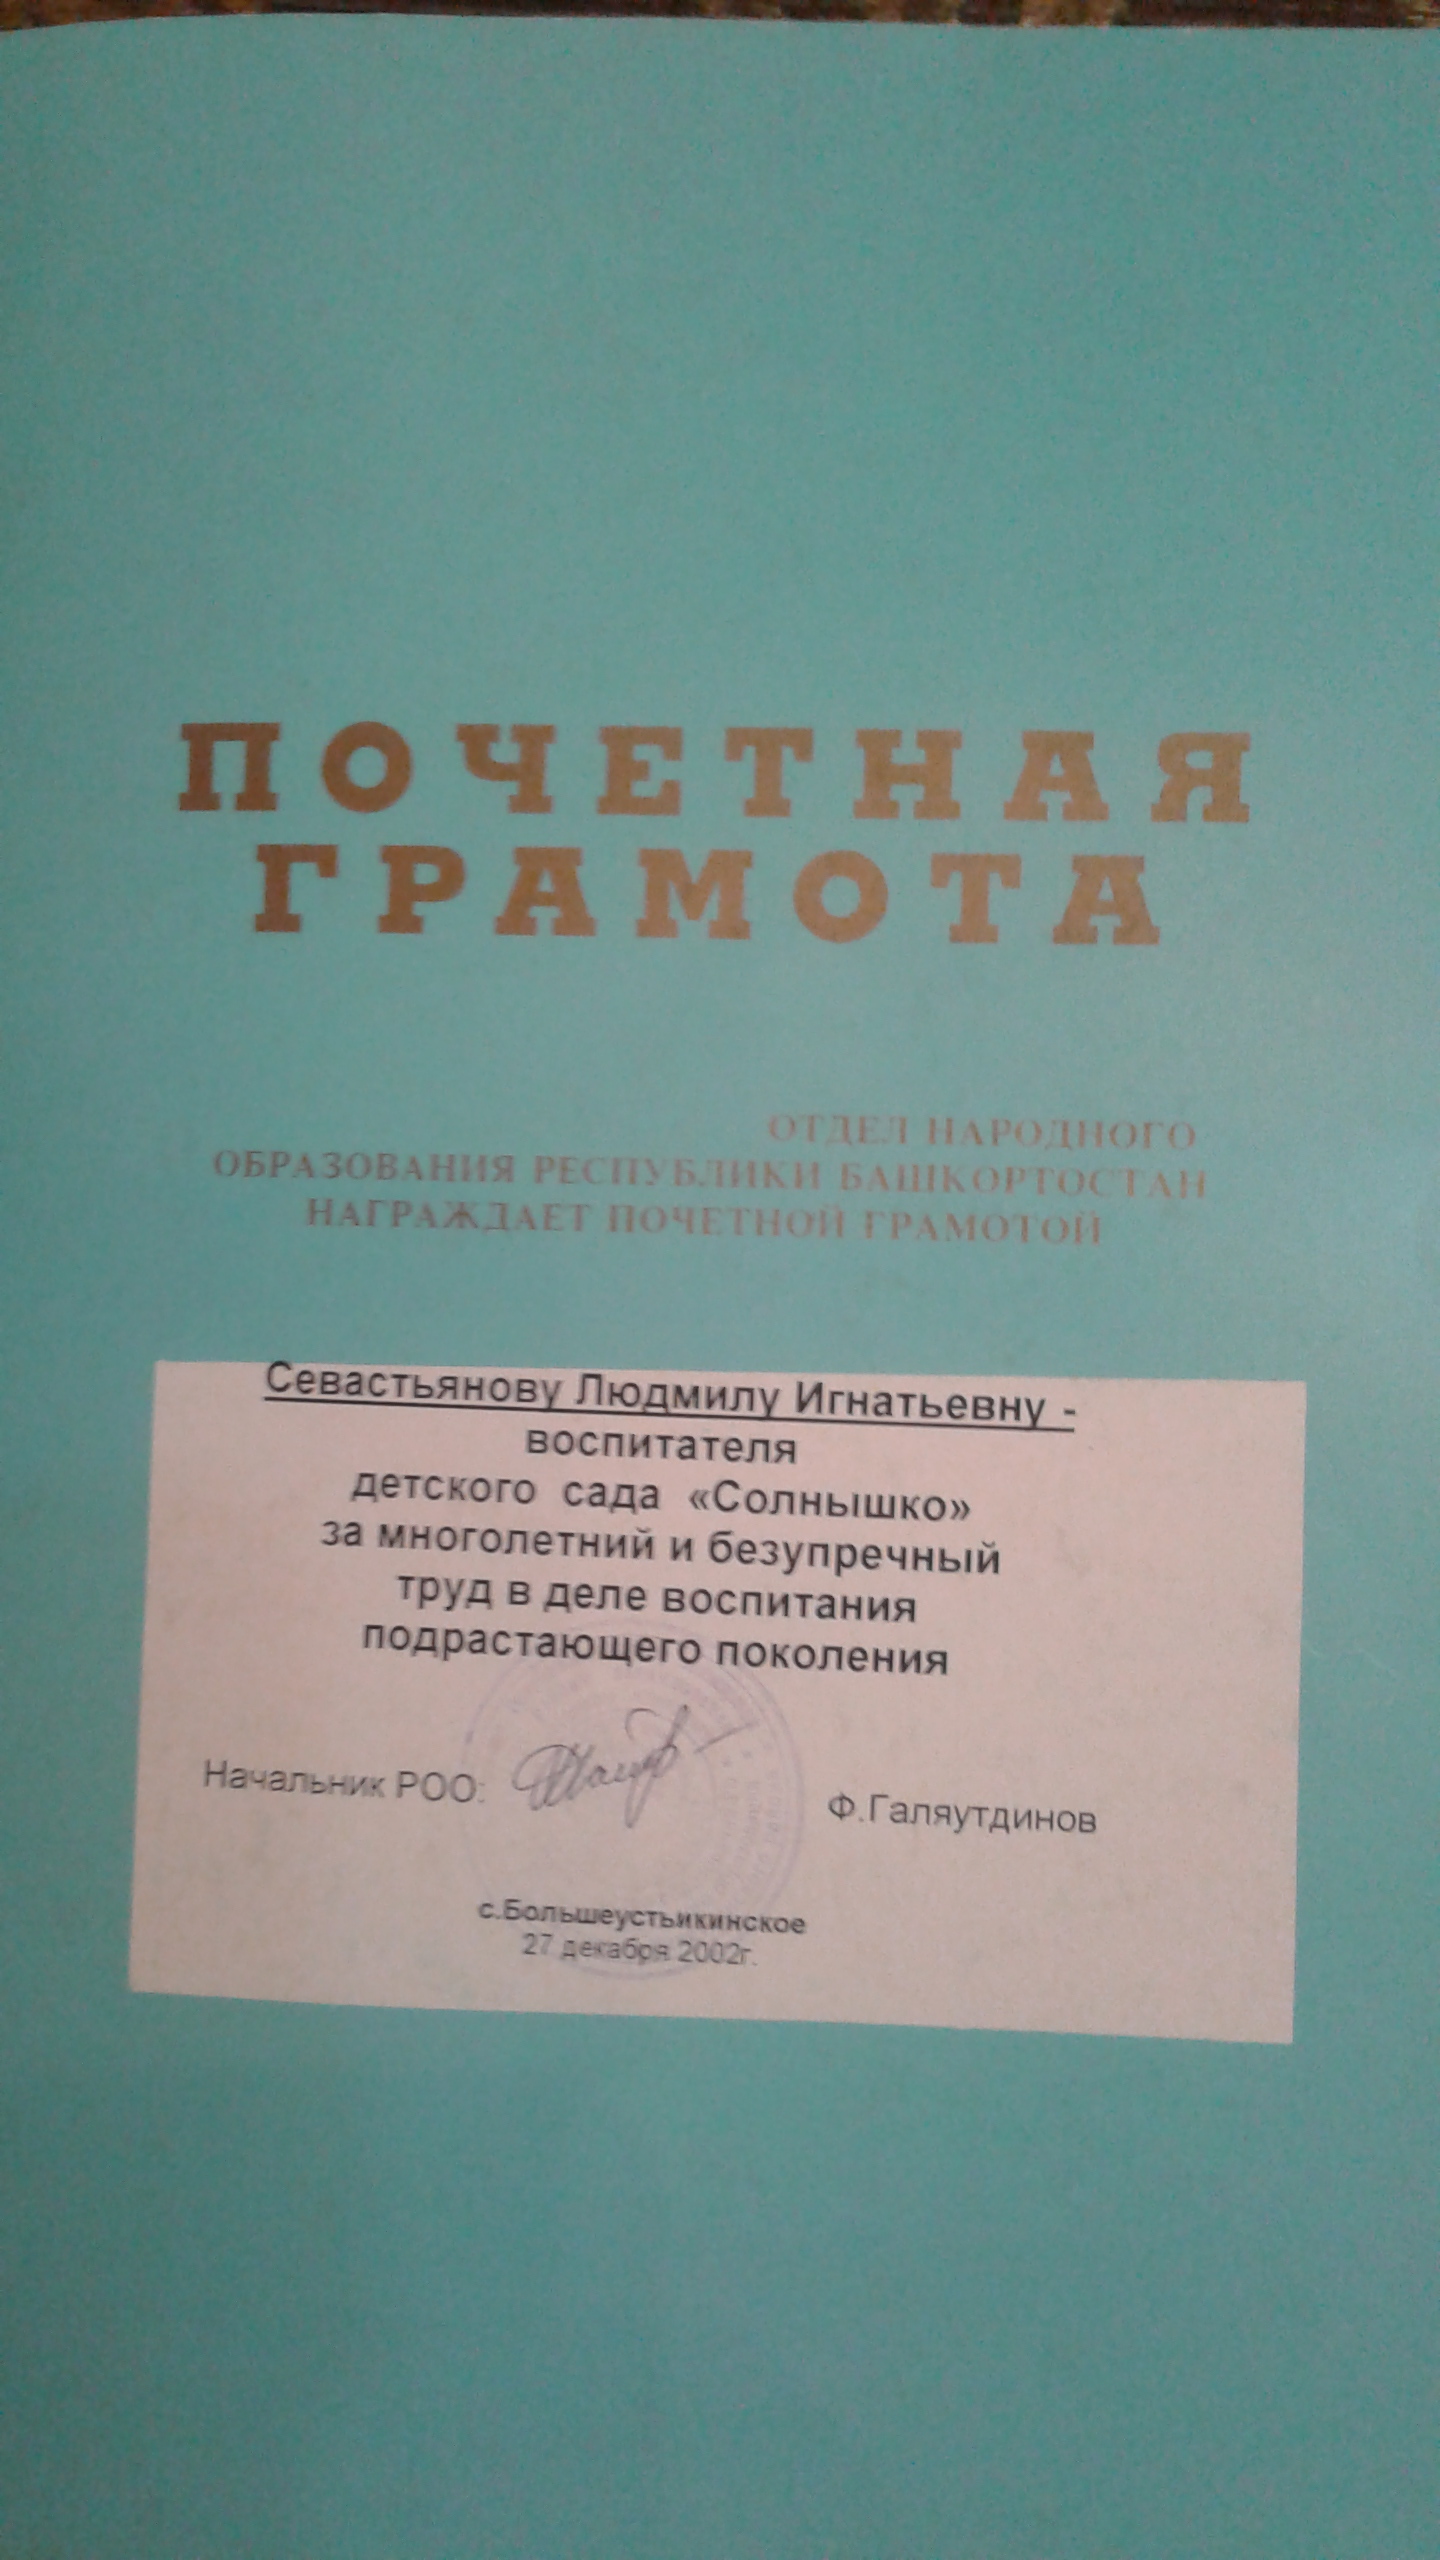 ПОЧЕТНАЯ
ГРАМОТА
ОТДЕЛ НАРОДНОГО
ОБРАЗОВАНИЯ РЕСПУБЛИКИ БАШКОРТОСТАН
НАГРАЖДАЕТ ПОЧЕТНОЙ ГРАМОТОЙ
Севастьянову Людмилу Игнатьевну -
воспитателя
детского сада «Солнышко»
за многолетний и безупречный
труд в деле воспитания
подрастающего поколения
Начальник РОО: Ф.Галяутдинов
с.Большеустьикинское
27 декабря 2002г.